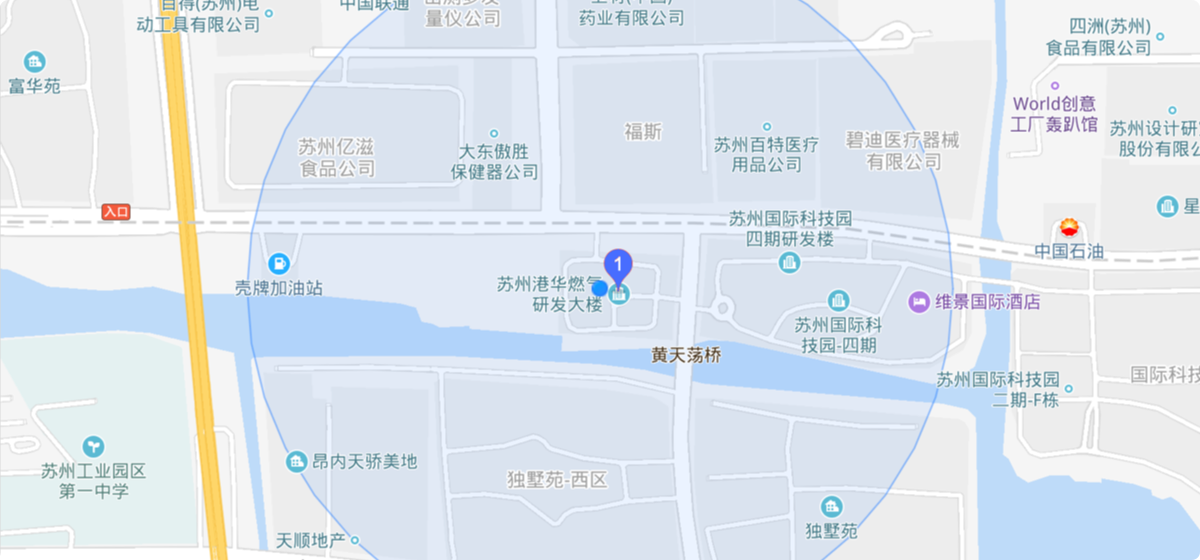 百得(苏州)电
动工具有限公司
中国联通
量仪公司
药业有限公司
四洲(苏州)
食品有限公司
富华苑
World创意
工厂轰趴馆
苏州设计研
股份有限公
苏州亿滋
食品公司
大东傲胜
保健器公司
福斯
苏州百特医疗
用品公司
碧迪医疗器械
有限公司
入口
星
苏州国际科技园
四期研发楼
中国石油
壳牌加油站
苏州港华燃气
研发大楼
1
苏州国际科
技园-四期
维景国际酒店
黄天荡桥
苏州国际科技园
二期-F栋
国际科技
苏州工业园区
第一中学
昂内天骄美地
独墅苑-西区
独墅苑
天顺地产